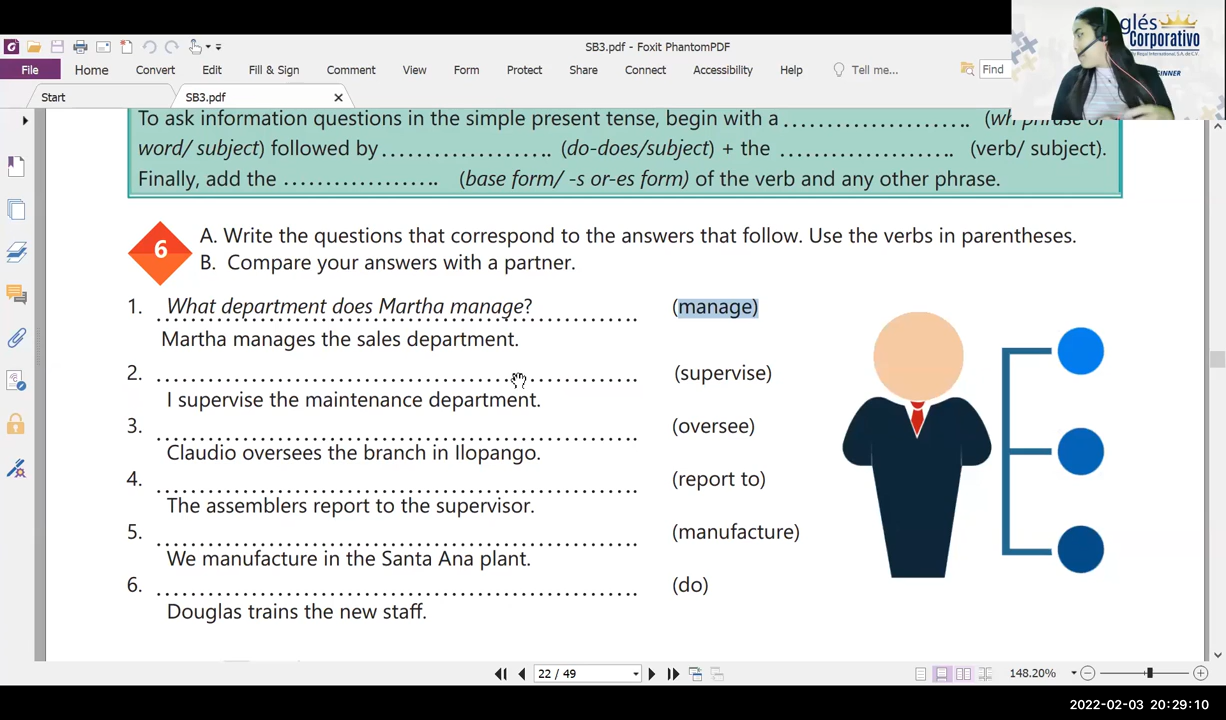 SB3.pdf - Foxit PhantomPDF
glés
Corporativo
File Home Convert Edit Fill & Sign Comment View Form Protect Share Connect Accessibility Help Tell me... Find
Start SB3.pdf
To ask information questions in the simple present tense, begin with a ...................... (wh phrase or
word/ subject) followed by ..................... (do-does/subject) + the ..................... (verb/ subject).
Finally, add the ................... (base form/ -s or-es form) of the verb and any other phrase.
6
A. Write the questions that correspond to the answers that follow. Use the verbs in parentheses.
B. Compare your answers with a partner.
1. What department does Martha manage? (manage)
Martha manages the sales department.
2. (supervise)
I supervise the maintenance department.
3. (oversee)
Claudio oversees the branch in Ilopango.
4. (report to)
The assemblers report to the supervisor.
5. (manufacture)
We manufacture in the Santa Ana plant.
6. (do)
Douglas trains the new staff.
22 / 49
148.20%
2022-02-03 20:29:10